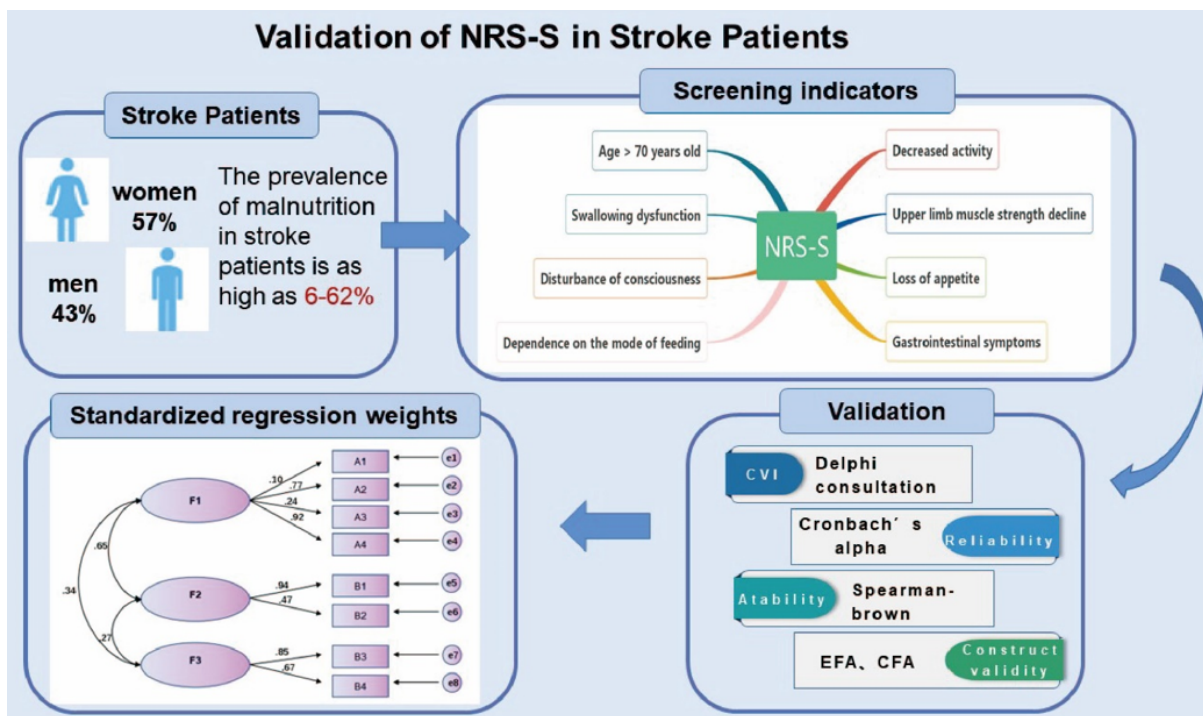 Validation of NRS-S in Stroke Patients
Stroke Patients
women
57%
men
43%
The prevalence
of malnutrition
in stroke
patients is as
high as 6-62%
Screening indicators
Age > 70 years old
Swallowing dysfunction
Disturbance of consciousness
Dependence on the mode of feeding
NRS-S
Decreased activity
Upper limb muscle strength decline
Loss of appetite
Gastrointestinal symptoms
Standardized regression weights
F1
F2
F3
.34
.65
.27
.10
.77
.24
.92
.94
.47
.85
.67
A1
A2
A3
A4
B1
B2
B3
B4
e1
e2
e3
e4
e5
e6
e7
e8
Validation
CVI
Delphi
consultation
Cronbach´s
alpha
Reliability
Atability
Spearman-
brown
EFA、CFA
Construct
validity